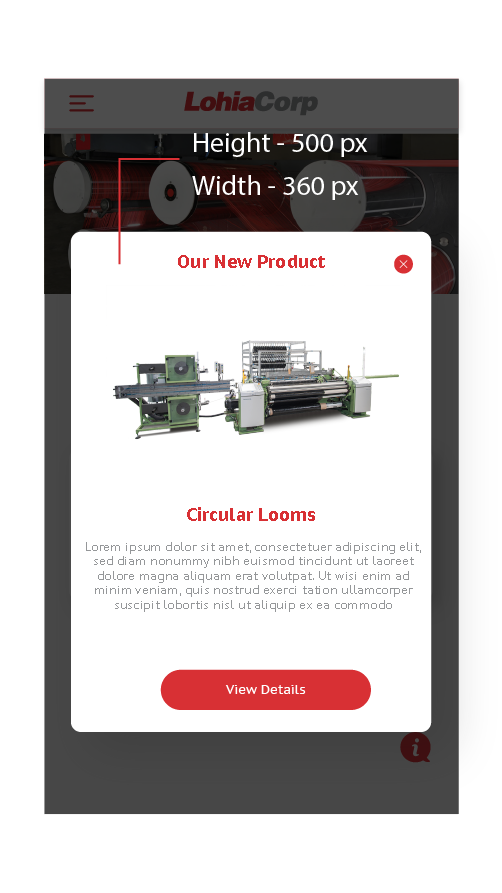 LohiaCorp
Height - 500 px
Width - 360 px
Our New Product
Circular Looms
Lorem ipsum dolor sit amet, consectetuer adipiscing elit,
sed diam nonummy nibh euismod tincidunt ut laoreet
dolore magna aliquam erat volutpat. Ut wisi enim ad
minim veniam, quis nostrud exerci tation ullamcorper
suscipit lobortis nisl ut aliquip ex ea commodo
View Details